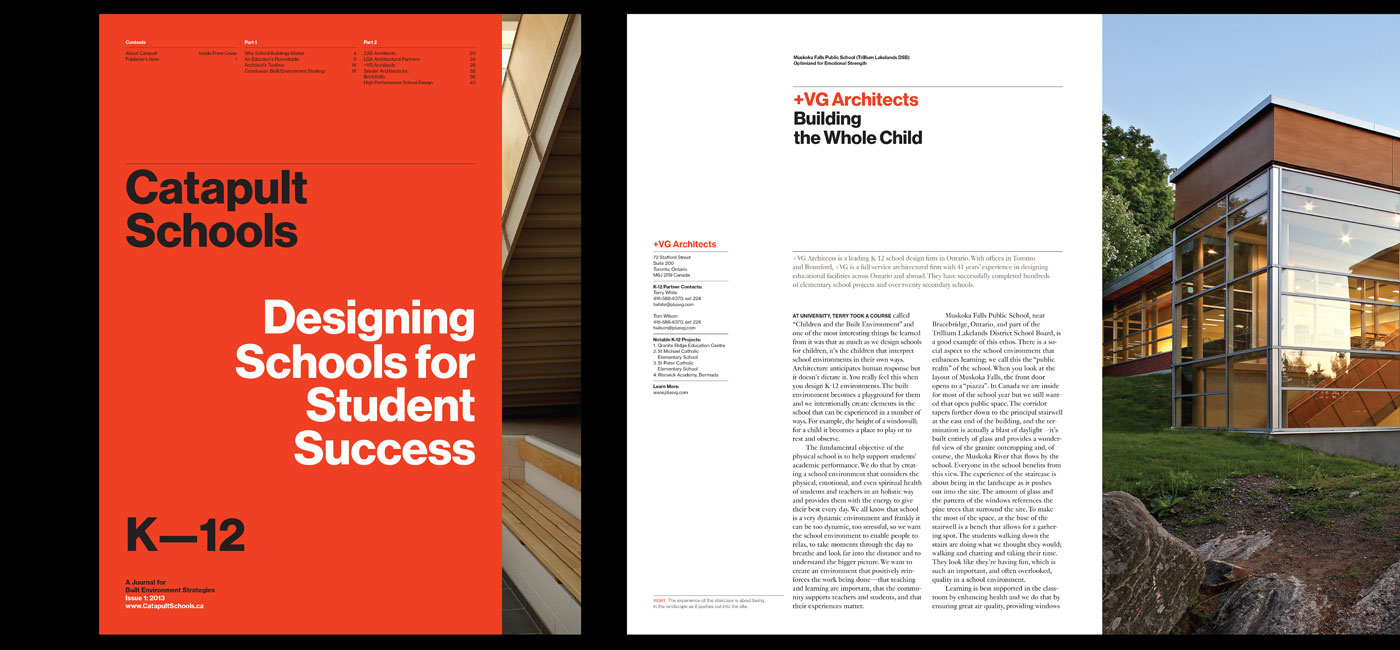 Contents
About Catapult Inside Front Cover
Publisher's Note 1
Part 1
Why School Buildings Matter 4
An Educator's Roundtable 6
Architect's Toolbox 14
Conclusion: Built Environment Strategy 18
Part 2
ZAS Architects 20
LGA Architectural Partners 24
+VG Architects 28
Snyder Architects Inc. 32
Bortolotto 36
High Performance School Design 40
Catapult
Schools
Designing
Schools for
Student
Success
K—12
A Journal for
Built Environment Strategies
Issue 1: 2013
www.CatapultSchools.ca
Muskoka Falls Public School (Trillium Lakelands DSB)
Optimized for Emotional Strength
+VG Architects
Building
the Whole Child
+VG Architects
72 Stafford Street
Suite 200
Toronto, Ontario
M6J 2R8 Canada
K-12 Partner Contacts:
Terry White
416-588-6370, ext 224
twhite@plusvg.com
Tom Wilson
416-588-6370, ext 228
twilson@plusvg.com
Notable K-12 Projects:
1. Granite Ridge Education Centre
2. St Michael Catholic
Elementary School
3. St Peter Catholic
Elementary School
4. Warwick Academy, Bermuda
Learn More:
www.plusvg.com
RIGHT: The experience of the staircase is about being
in the landscape as it pushes out into the site.
+VG Architects is a leading K-12 school design firm in Ontario. With offices in Toronto
and Brantford, +VG is a full-service architectural firm with 41 years' experience in designing
educational facilities across Ontario and abroad. They have successfully completed hundreds
of elementary school projects and over twenty secondary schools.
AT UNIVERSITY, TERRY TOOK A COURSE called
"Children and the Built Environment" and
one of the most interesting things he learned
from it was that as much as we design schools
for children, it's the children that interpret
school environments in their own ways.
Architecture anticipates human response but
it doesn't dictate it. You really feel this when
you design K-12 environments. The built
environment becomes a playground for them
and we intentionally create elements in the
school that can be experienced in a number of
ways. For example, the height of a windowsill;
for a child it becomes a place to play or to
rest and observe.
The fundamental objective of the
physical school is to help support students'
academic performance. We do that by creat-
ing a school environment that considers the
physical, emotional, and even spiritual health
of students and teachers in an holistic way
and provides them with the energy to give
their best every day. We all know that school
is a very dynamic environment and frankly it
can be too dynamic, too stressful, so we want
the school environment to enable people to
relax, to take moments through the day to
breathe and look far into the distance and to
understand the bigger picture. We want to
create an environment that positively rein-
forces the work being done—that teaching
and learning are important, that the commu-
nity supports teachers and students, and that
their experiences matter.
Muskoka Falls Public School, near
Bracebridge, Ontario, and part of the
Trillium Lakelands District School Board, is
a good example of this ethos. There is a so-
cial aspect to the school environment that
enhances learning; we call this the "public
realm" of the school. When you look at the
layout of Muskoka Falls, the front door
opens to a "piazza". In Canada we are inside
for most of the school year but we still want-
ed that open public space. The corridor
tapers further down to the principal stairwell
at the east end of the building, and the ter-
mination is actually a blast of daylight—it's
built entirely of glass and provides a wonder-
ful view of the granite outcropping and, of
course, the Muskoka River that flows by the
school. Everyone in the school benefits from
this view. The experience of the staircase is
about being in the landscape as it pushes
out into the site. The amount of glass and
the pattern of the windows references the
pine trees that surround the site. To make
the most of the space, at the base of the
stairwell is a bench that allows for a gather-
ing spot. The students walking down the
stairs are doing what we thought they would;
walking and chatting and taking their time.
They look like they're having fun, which is
such an important, and often overlooked,
quality in a school environment.
Learning is best supported in the class-
room by enhancing health and we do that by
ensuring great air quality, providing windows